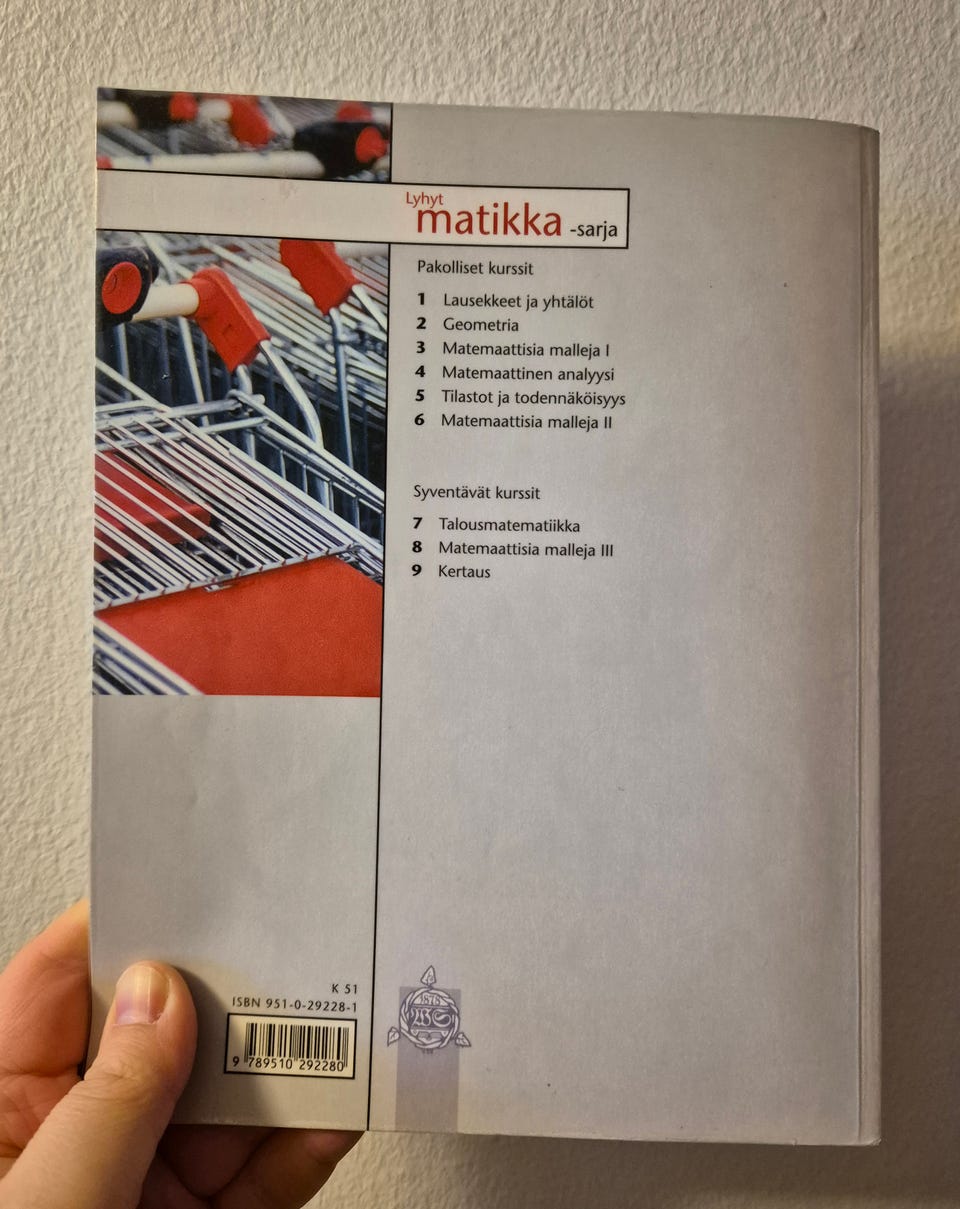 Lyhyt
matikka -sarja
Pakolliset kurssit
1 Lausekkeet ja yhtälöt
2 Geometria
3 Matemaattisia malleja I
4 Matemaattinen analyysi
5 Tilastot ja todennäköisyys
6 Matemaattisia malleja II
Syventävät kurssit
7 Talousmatematiikka
8 Matemaattisia malleja III
9 Kertaus
K 51
ISBN 951-0-29228-1
9 789510 292280
1878
WS